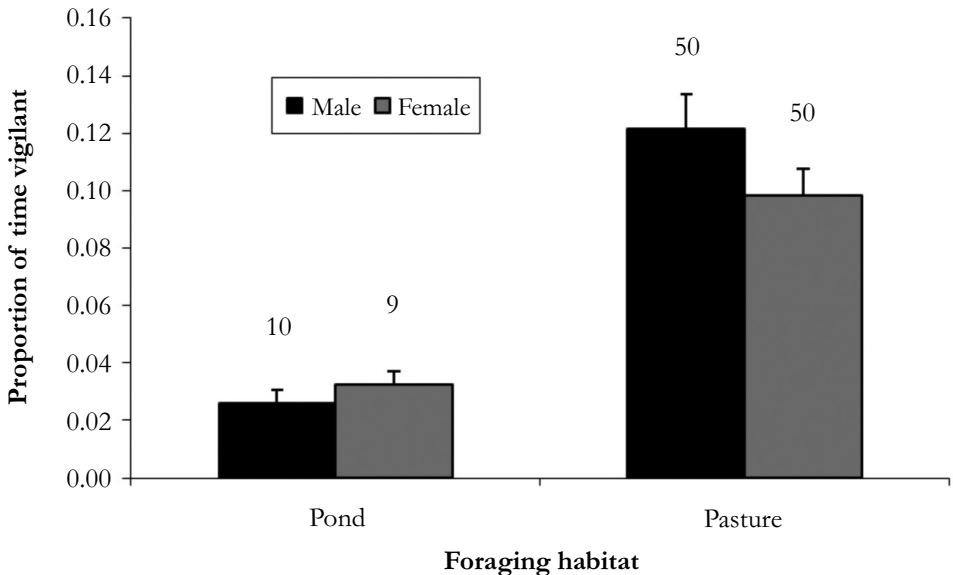 0.16
0.14
0.12
0.10
0.08
0.06
0.04
0.02
0.00
Proportion of time vigilant
Male Female
10
9
50
50
Pond
Pasture
Foraging habitat